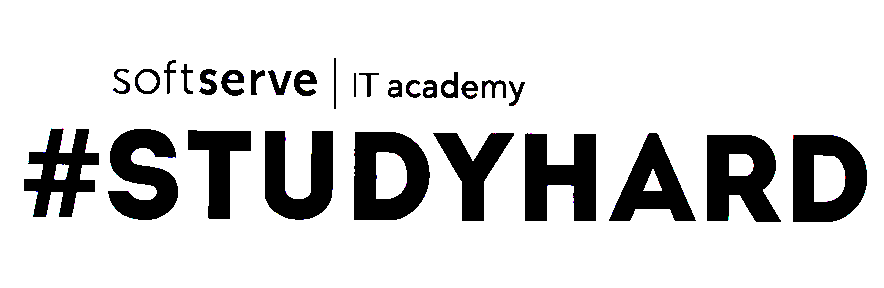 softserve | IT academy
#STUDYHARD